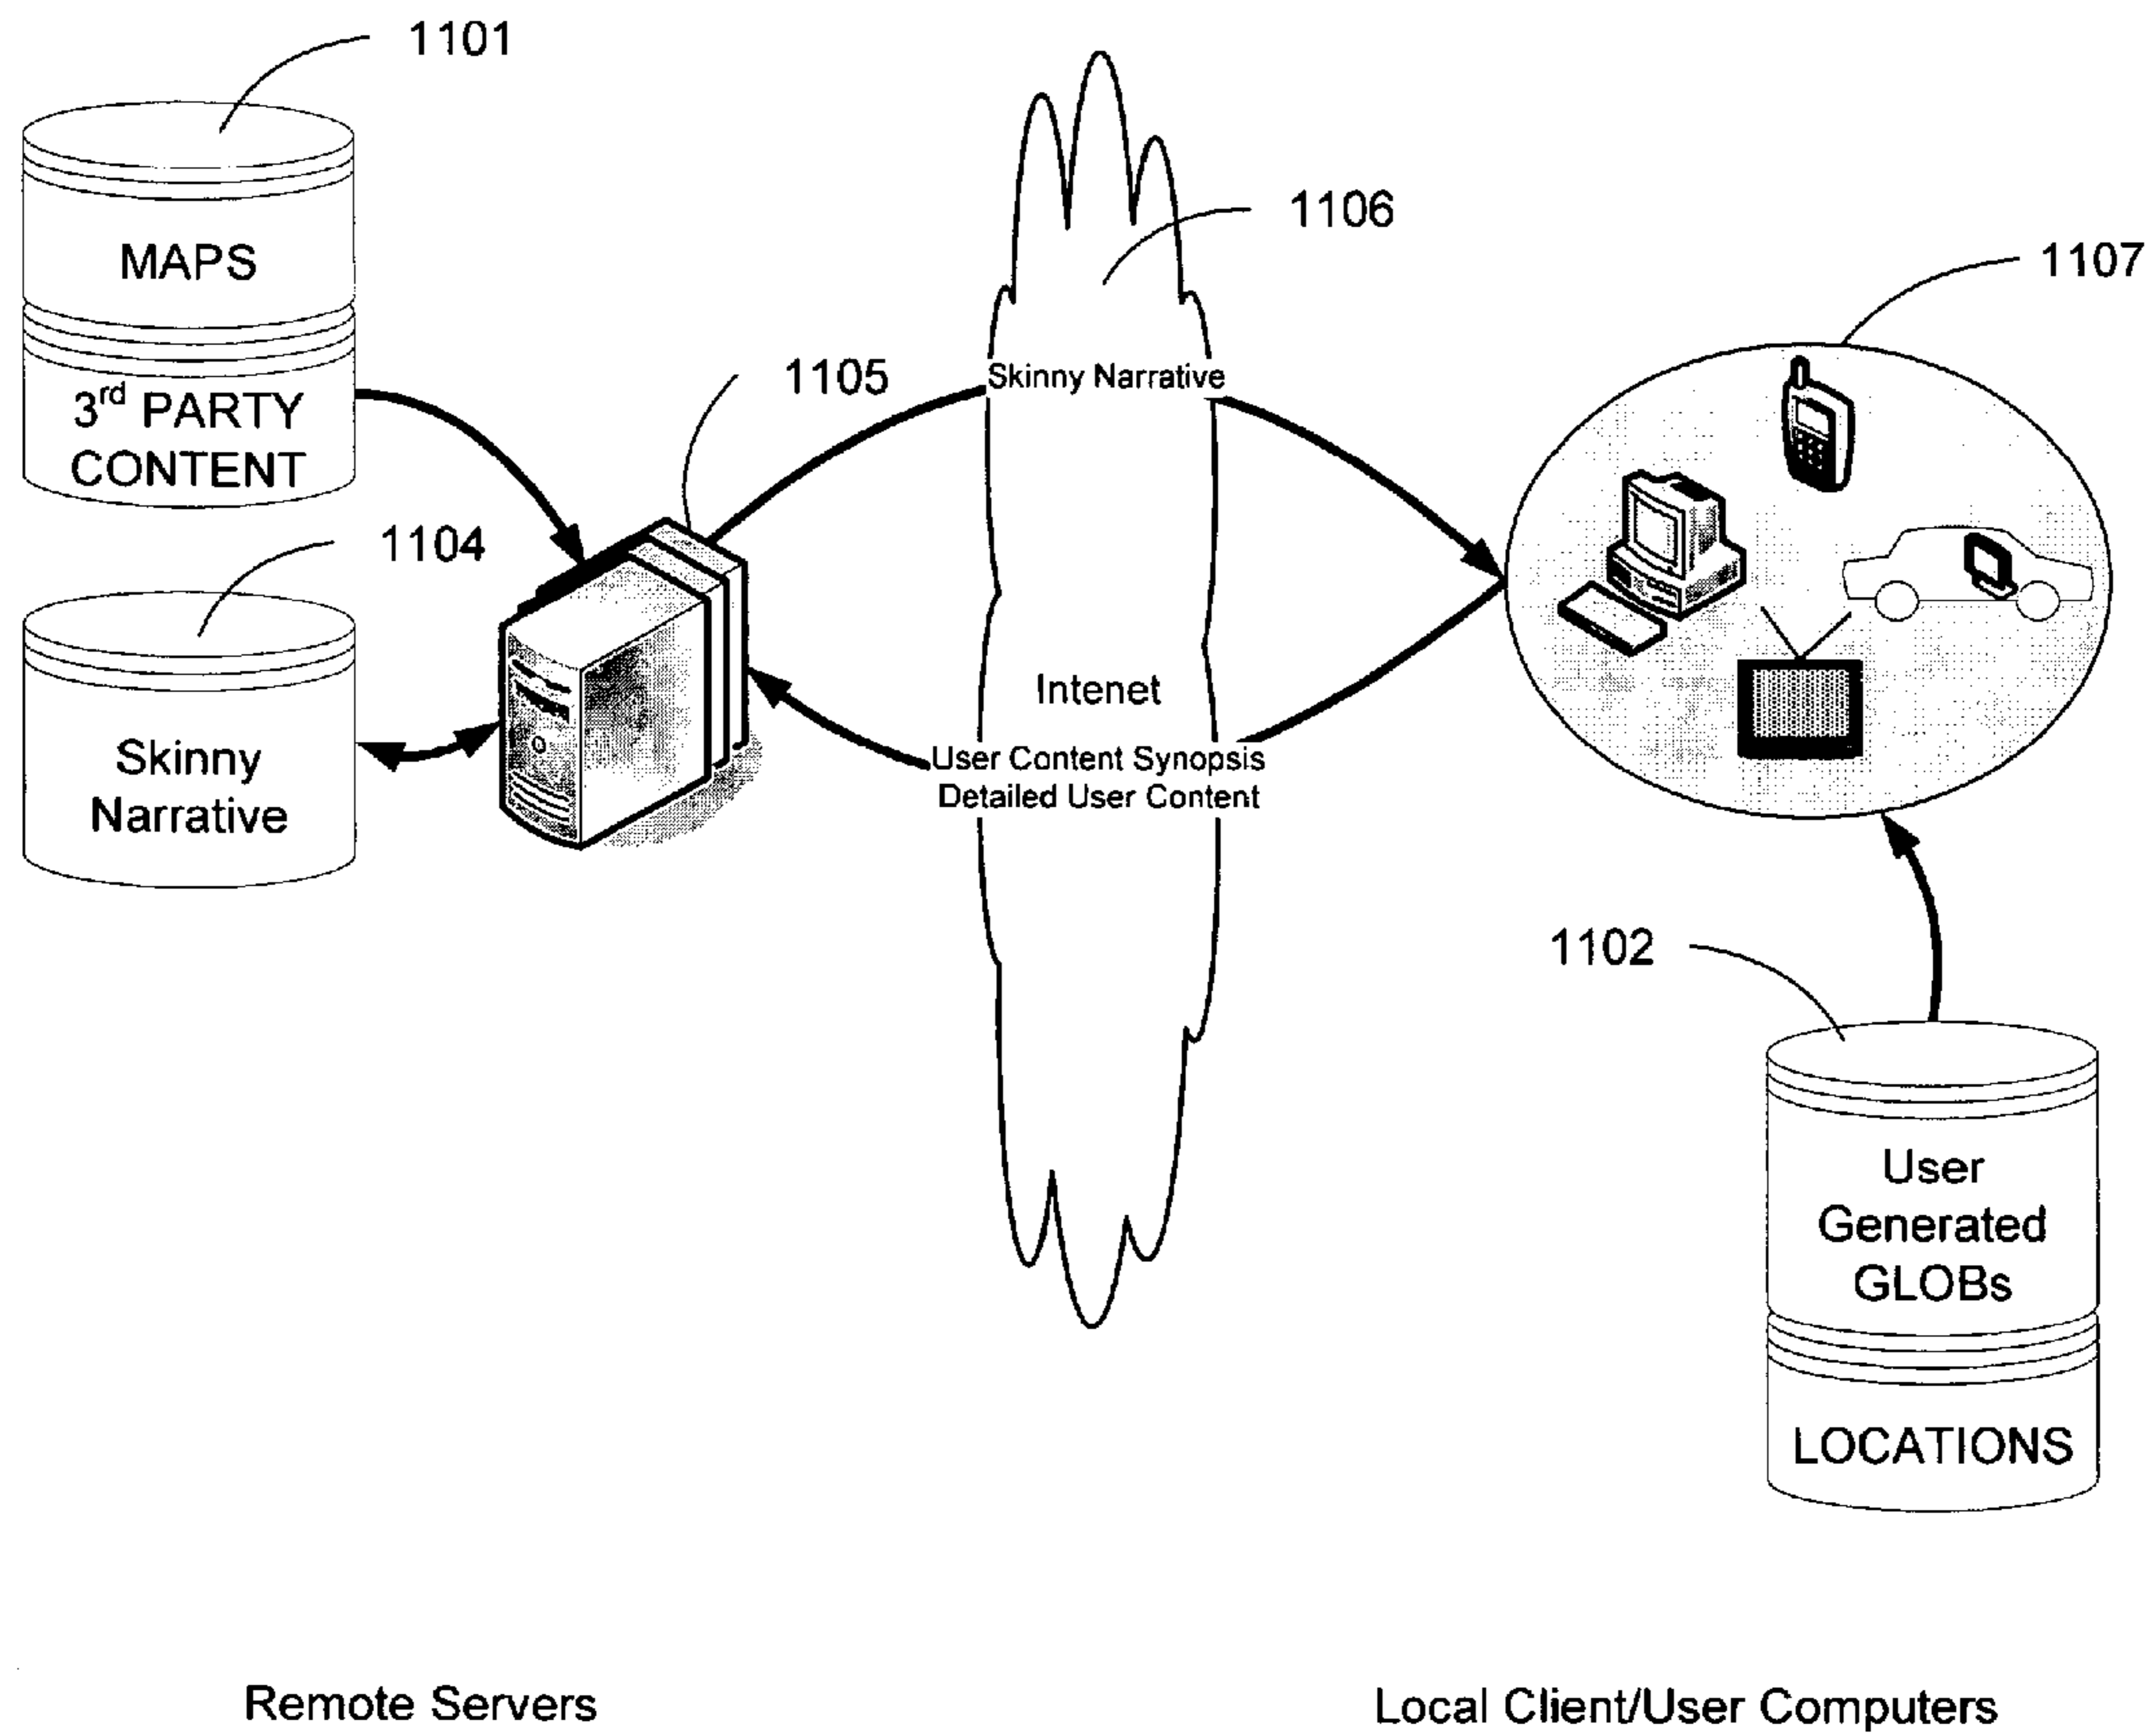 1101
1106
1107
MAPS
1105
Skinny Narrative
3rd PARTY
CONTENT
1104
Intenet
Skinny
Narrative
User Content Synopsis
Detailed User Content
1102
User
Generated
GLOBs
LOCATIONS
Remote Servers
Local Client/User Computers